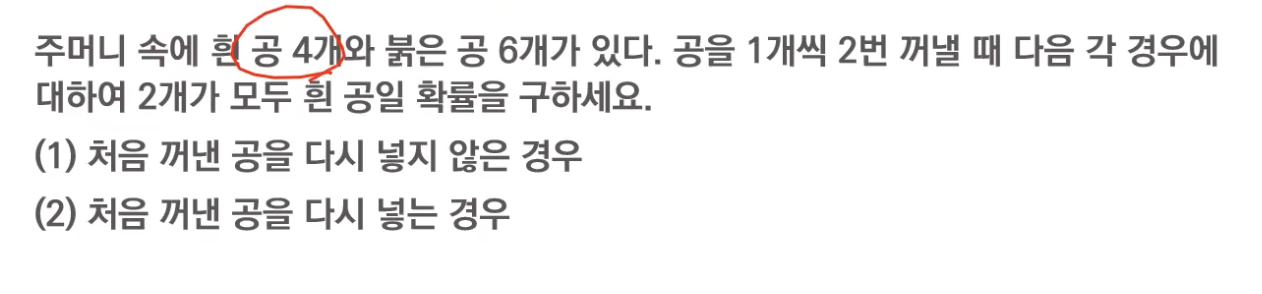 주머니 속에 흰 공 4개와 붉은 공 6개가 있다. 공을 1개씩 2번 꺼낼 때 다음 각 경우에
대하여 2개가 모두 흰 공일 확률을 구하세요.
(1) 처음 꺼낸 공을 다시 넣지 않은 경우
(2) 처음 꺼낸 공을 다시 넣는 경우